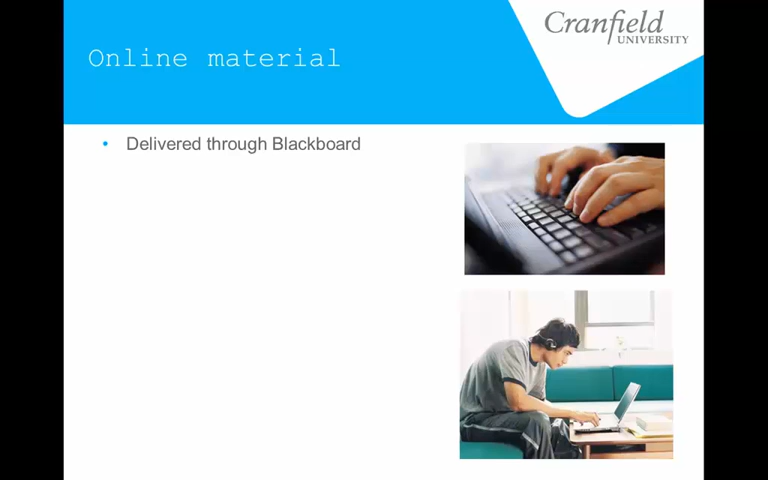 Cranfield
UNIVERSITY
Online material
• Delivered through Blackboard